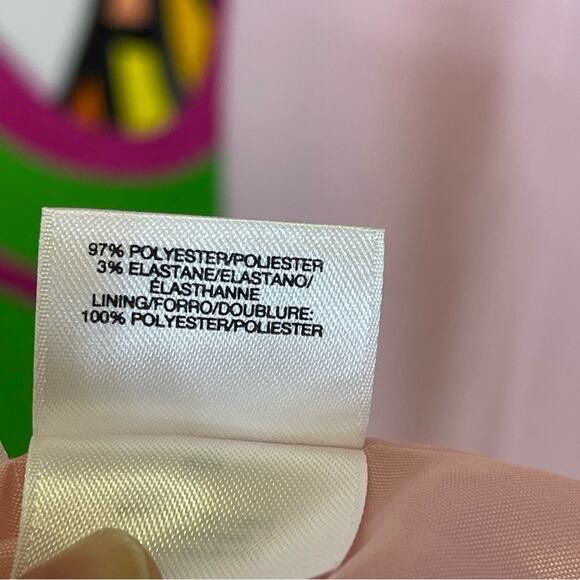 97% POLYESTER/POLIESTER
3% ELASTANE/ELASTANO/
ÉLASTHANNE
LINING/FORRO/DOUBLURE:
100% POLYESTER/POLIESTER